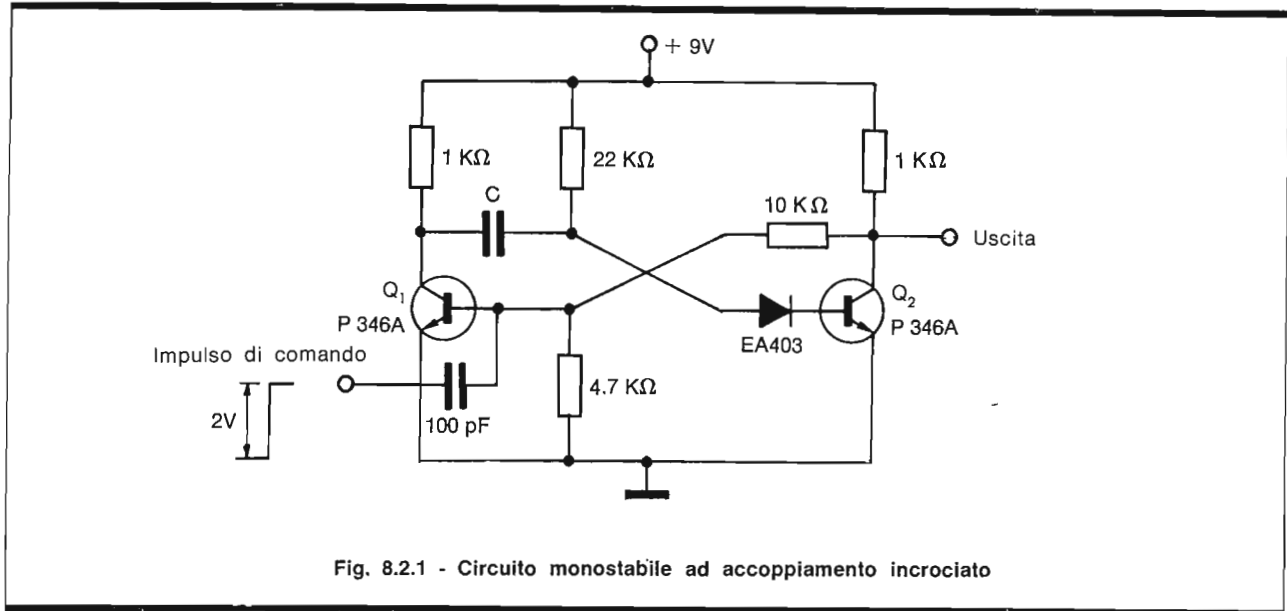 + 9V
1 KΩ
22 KΩ
1 KΩ
C
10 KΩ
Uscita
Q1
P 346A
Q2
P 346A
EA403
Impulso di comando
2V
100 pF
4.7 KΩ
Fig. 8.2.1 - Circuito monostabile ad accoppiamento incrociato